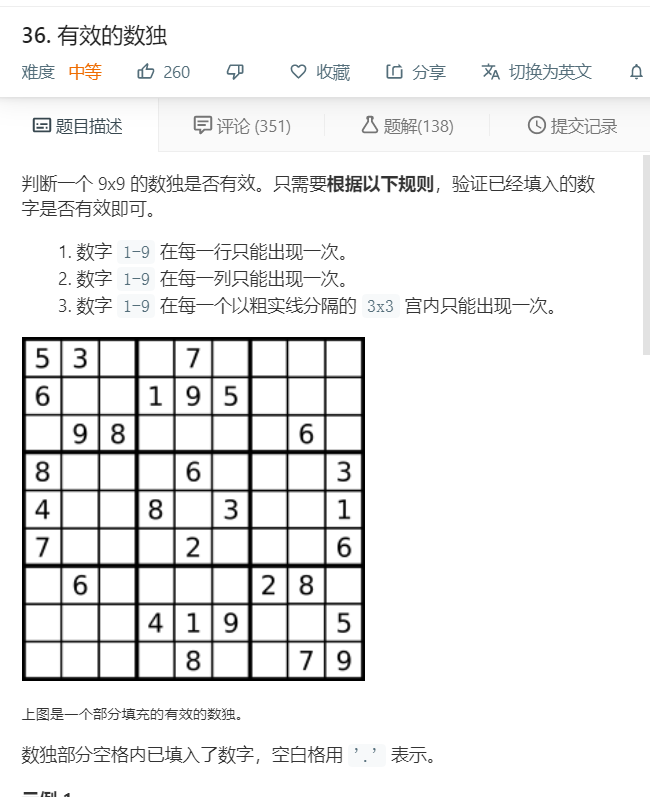 36. 有效的数独
难度 中等 260 收藏 分享 切换为英文
题目描述 评论 (351) 题解(138) 提交记录
判断一个 9x9 的数独是否有效。只需要根据以下规则，验证已经填入的数
字是否有效即可。
1. 数字 1-9 在每一行只能出现一次。
2. 数字 1-9 在每一列只能出现一次。
3. 数字 1-9 在每一个以粗实线分隔的 3x3 宫内只能出现一次。
5 3 7
6 1 9 5
9 8 6
8 6 3
4 8 3 1
7 2 6
6 2 8
4 1 9 5
8 7 9
上图是一个部分填充的有效的数独。
数独部分空格内已填入了数字，空白格用 '.' 表示。